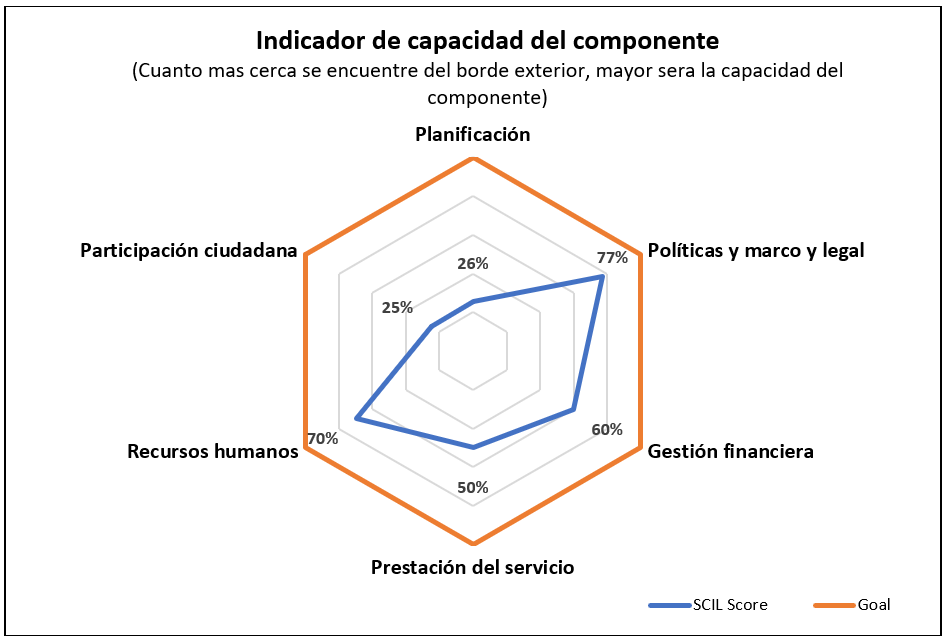 Indicador de capacidad del componente
(Cuanto mas cerca se encuentre del borde exterior, mayor sera la capacidad del
componente)
Planificación
Participación ciudadana
Políticas y marco y legal
77%
26%
25%
70%
60%
Recursos humanos
Gestión financiera
50%
Prestación del servicio
SCIL Score
Goal